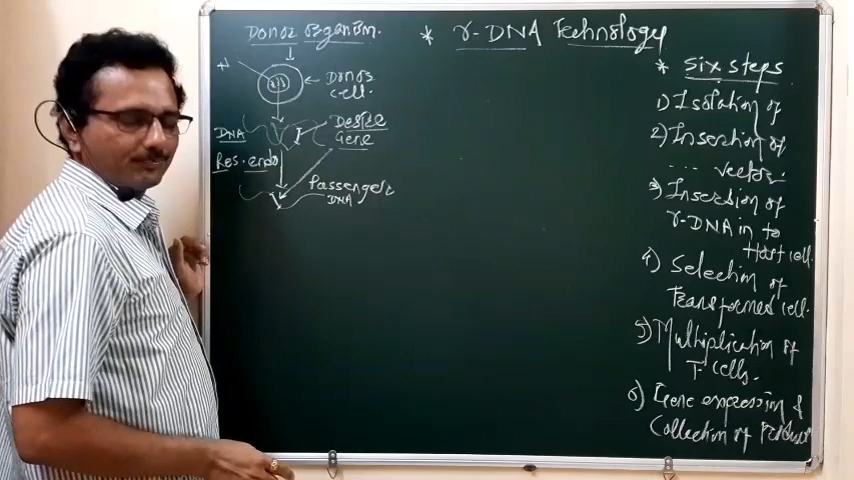 Donor organism.
* r-DNA Technology
* Six steps
Donor
cell.
1) Isolation of
Desire
Gene
DNA
2) Insertion of
... vector.
Res. endo
Passenger
DNA
3) Insertion of
r-DNA in to
Host cell.
4) Selection of
Transformed cell.
5) Multiplication of
T cells.
6) Gene expression &
Collection of Product